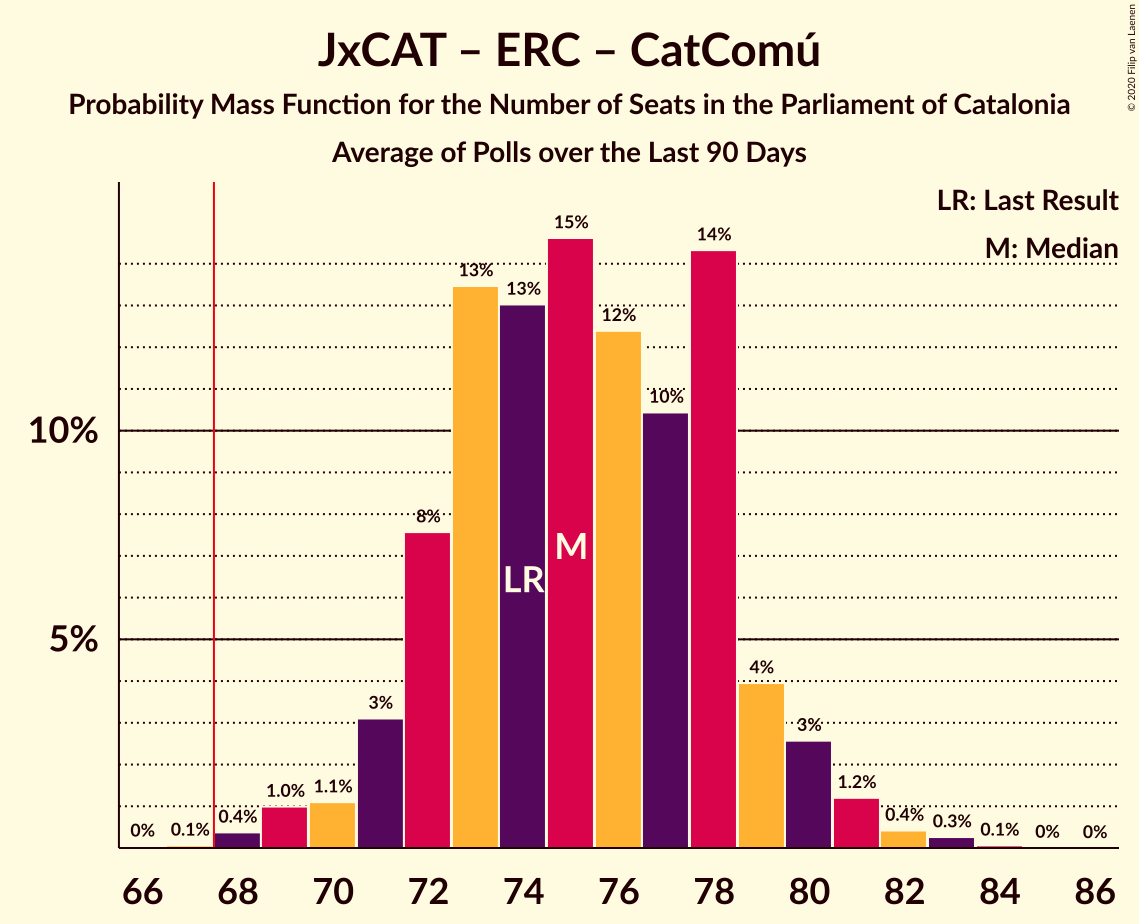 JxCAT – ERC – CatComú
Probability Mass Function for the Number of Seats in the Parliament of Catalonia
Average of Polls over the Last 90 Days
© 2020 Filip van Laenen
LR: Last Result
M: Median
15%
14%
13%
13%
12%
10%
10%
8%
M
LR
5%
4%
3%
3%
1.2%
1.1%
1.0%
0.4%
0.4%
0.3%
0%
0.1%
0.1%
0%
0%
66 68 70 72 74 76 78 80 82 84 86